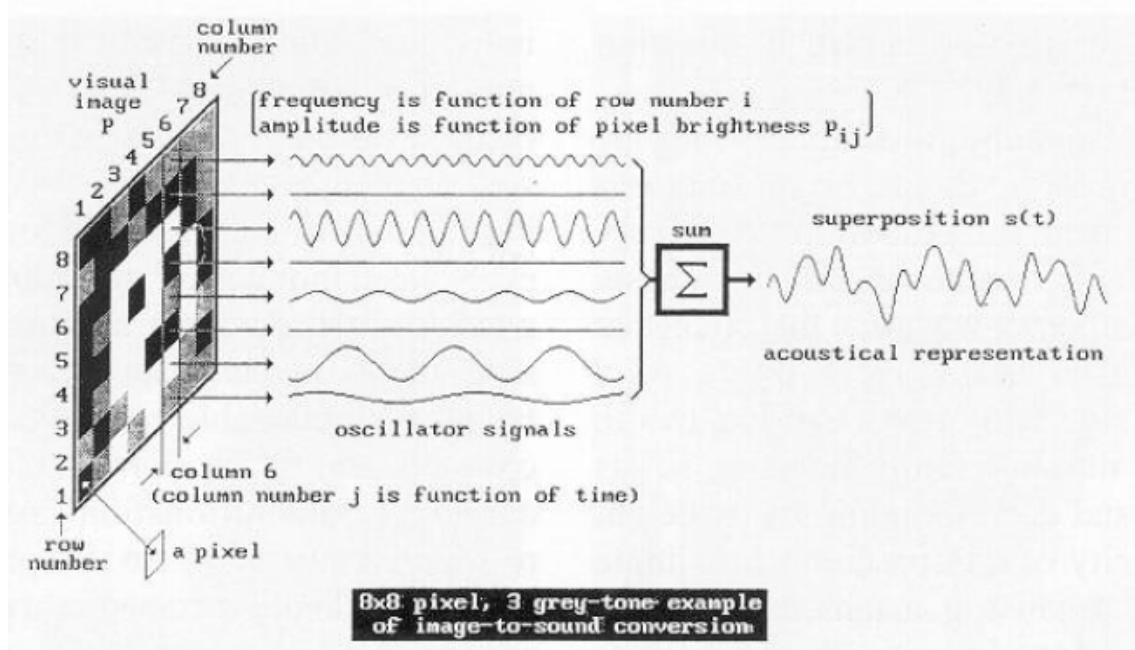 column
number
visual
image
P
1 2 3 4 5 6 7 8
frequency is function of row number i
amplitude is function of pixel brightness Pij
8
7
6
5
4
3
2
1
sum
Σ
superposition s(t)
acoustical representation
oscillator signals
column 6
(column number j is function of time)
row
number
a pixel
8x8 pixel, 3 grey-tone example
of image-to-sound conversion